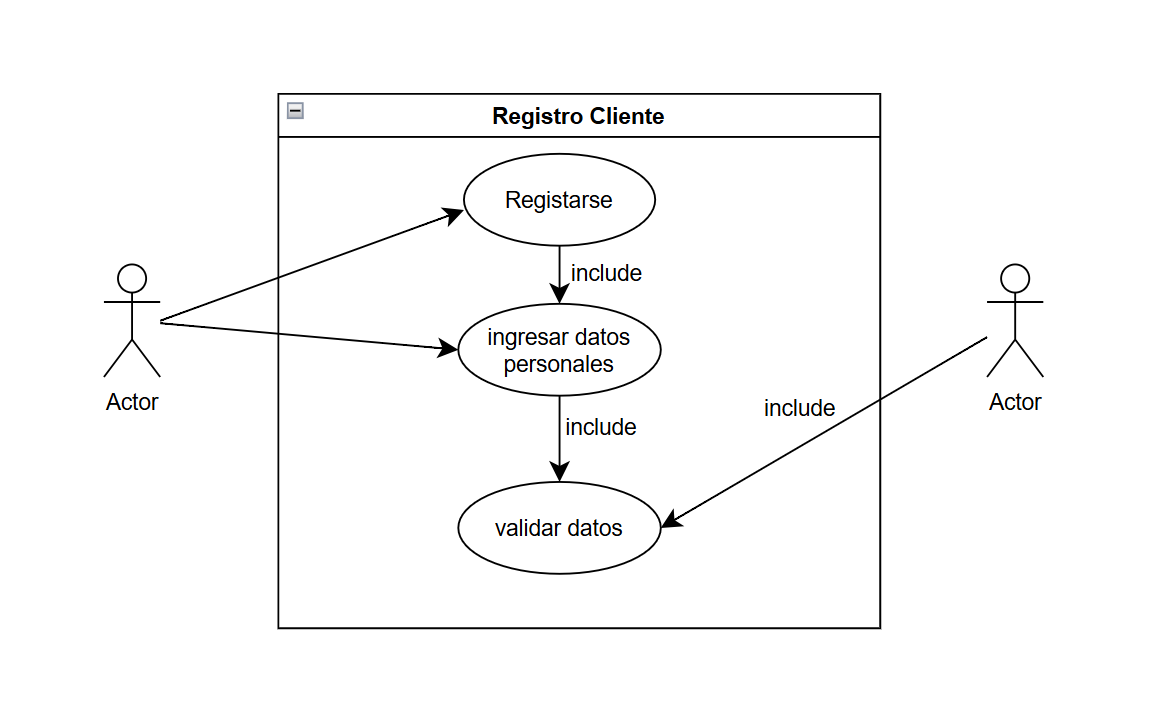 Registro Cliente
Registarse
include
ingresar datos
personales
Actor
Actor
include
include
validar datos